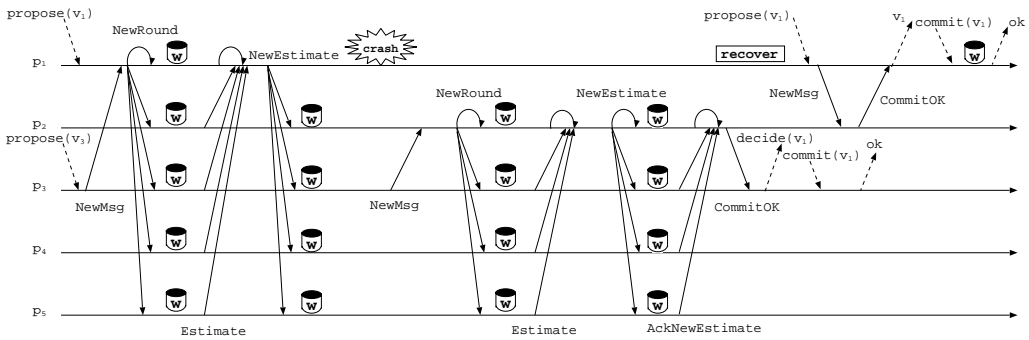 propose(v₁)
NewRound
W
NewEstimate
crash
recover
propose(v₁)
v₁
commit(v₁)
W
ok
p₁
W
W
NewRound
NewEstimate
W
NewMsg
CommitOK
p₂
propose(v₃)
decide(v₁)
commit(v₁)
ok
W
W
W
W
p₃
NewMsg
NewMsg
CommitOK
W
W
W
W
p₄
W
W
W
W
p₅
Estimate
Estimate
AckNewEstimate